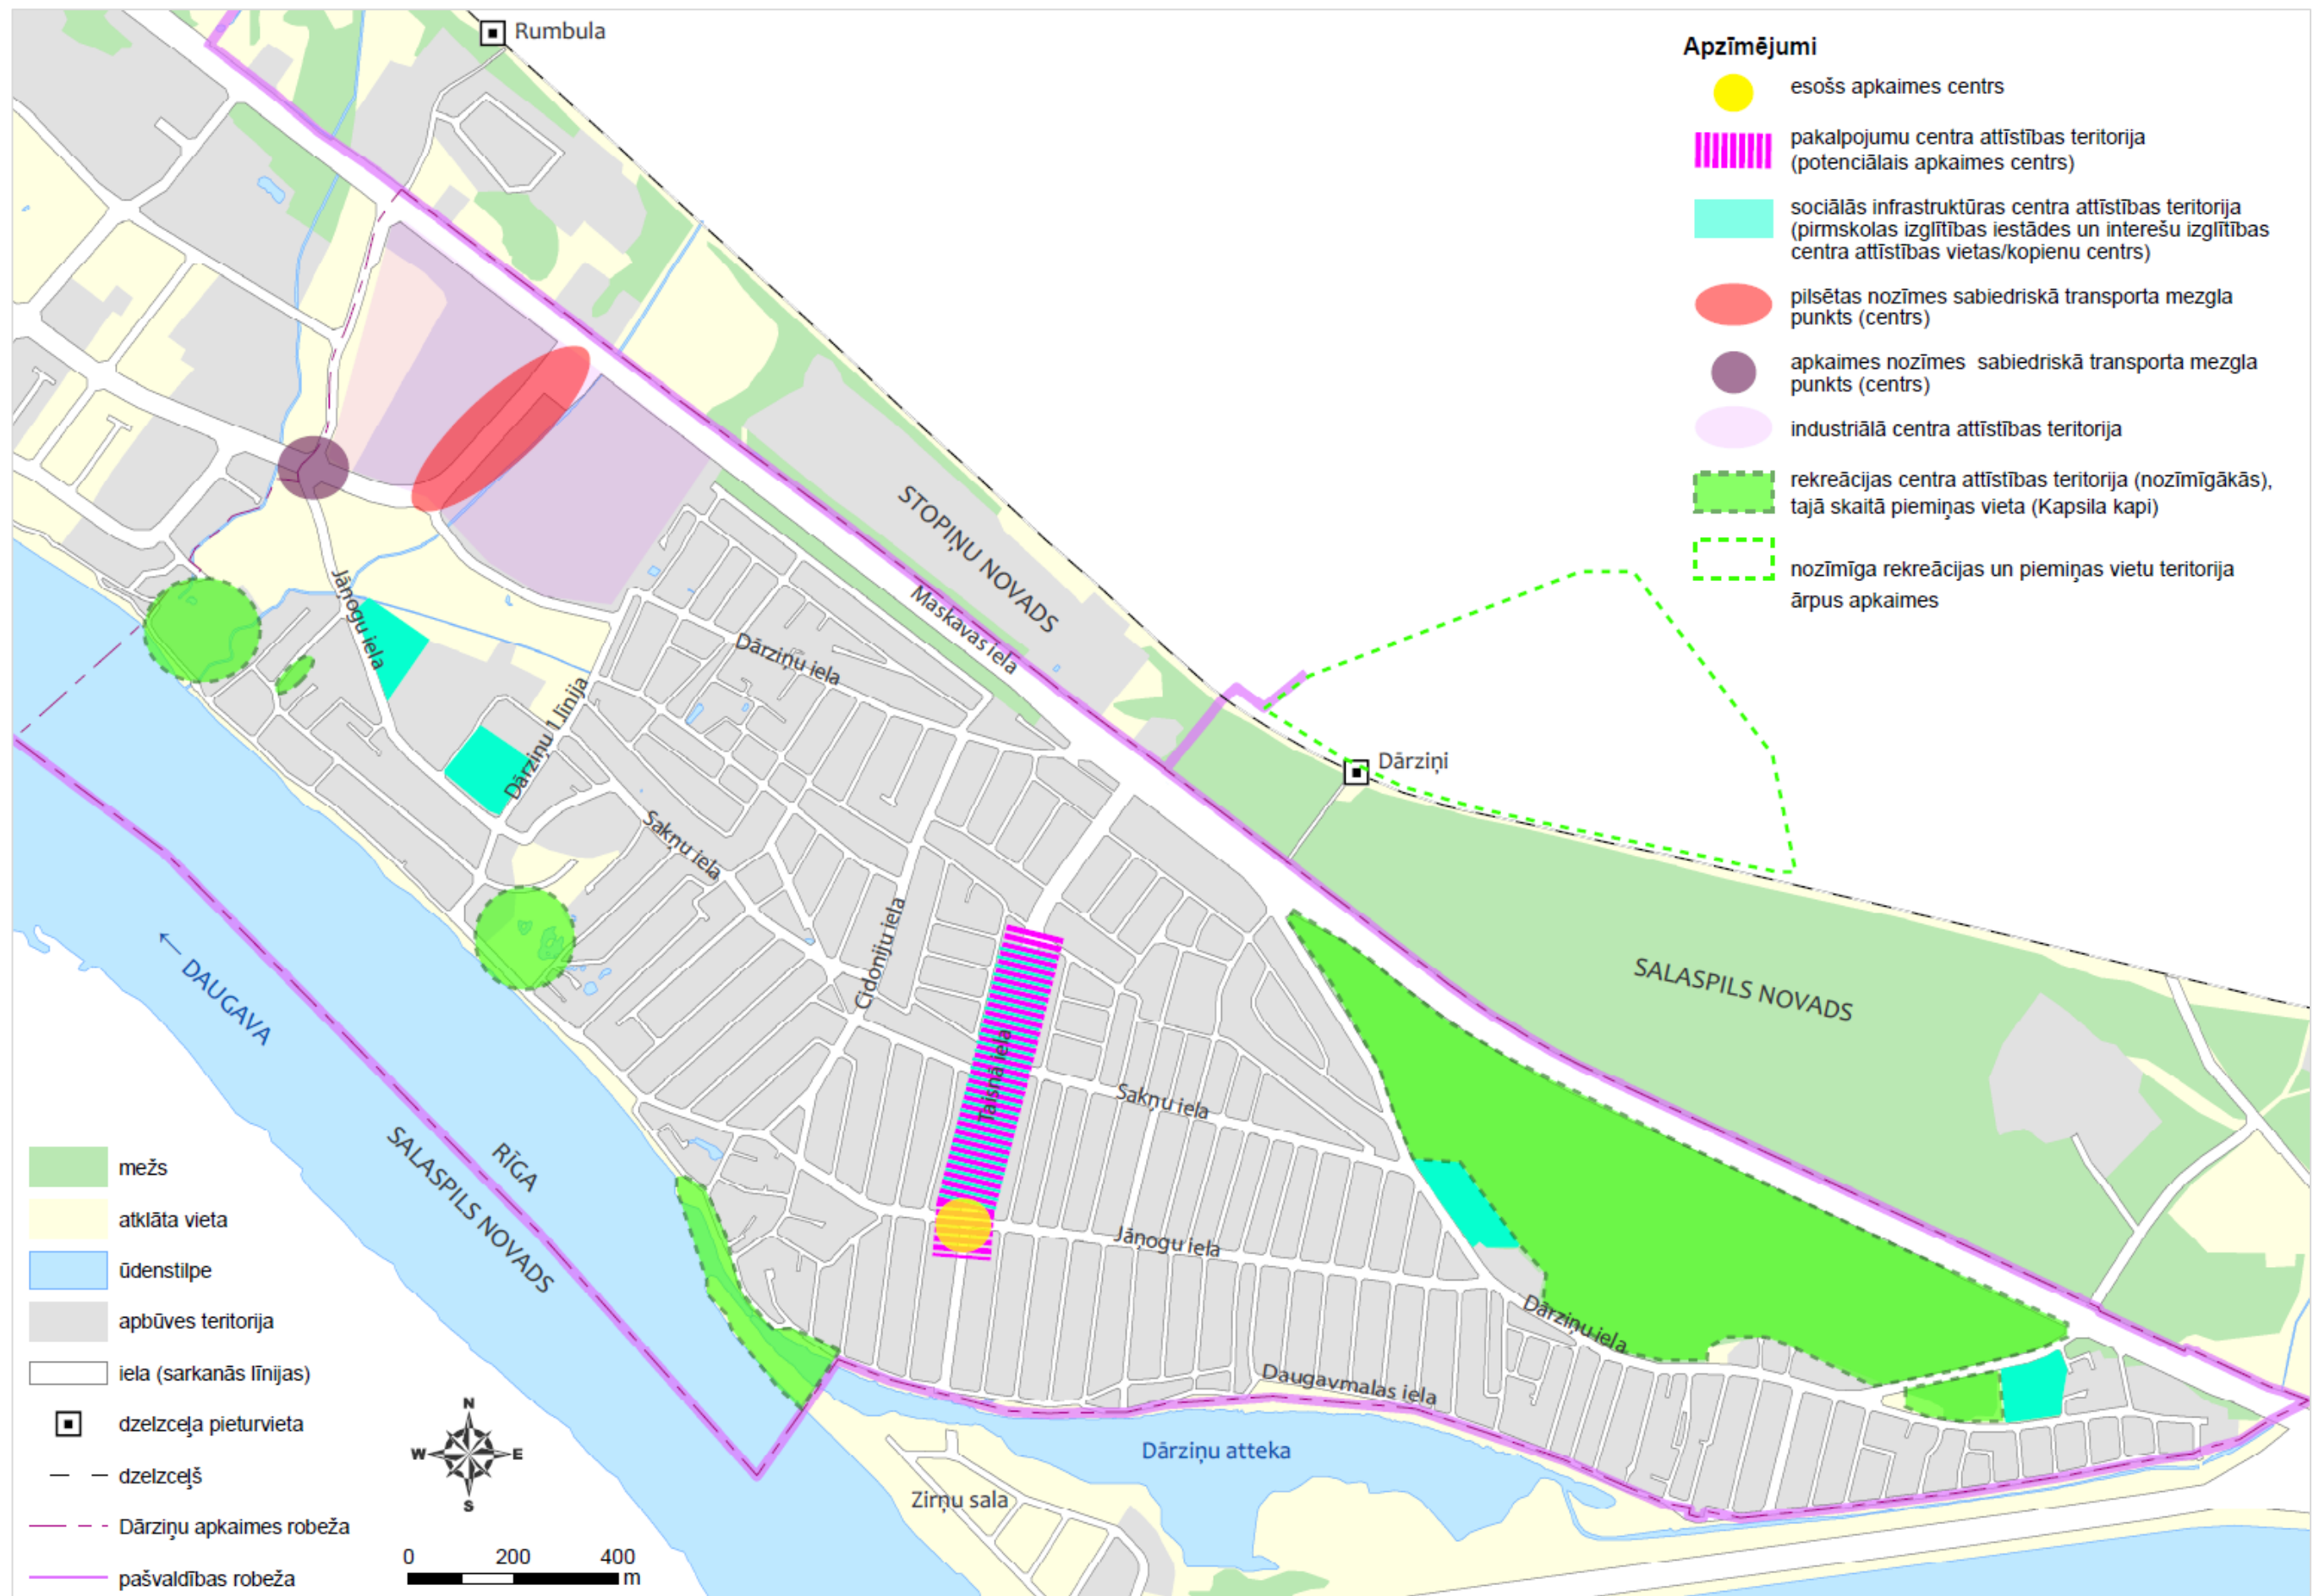 Rumbula
Apzīmējumi
esošs apkaimes centrs
pakalpojumu centra attīstības teritorija
(potenciālais apkaimes centrs)
sociālās infrastruktūras centra attīstības teritorija
(pirmskolas izglītības iestādes un interešu izglītības
centra attīstības vietas/kopienu centrs)
pilsētas nozīmes sabiedriskā transporta mezgla
punkts (centrs)
apkaimes nozīmes sabiedriskā transporta mezgla
punkts (centrs)
industriālā centra attīstības teritorija
rekreācijas centra attīstības teritorija (nozīmīgākās),
tajā skaitā piemiņas vieta (Kapsila kapi)
nozīmīga rekreācijas un piemiņas vietu teritorija
ārpus apkaimes
STOPIŅU NOVADS
Maskavas iela
Jāņogu iela
Dārziņu iela
Dārziņu 1.līnija
Dārziņi
Sakņu iela
Cidoniju iela
← DAUGAVA
SALASPILS NOVADS
Taisnā iela
Sakņu iela
RĪGA
SALASPILS NOVADS
Jāņogu iela
Dārziņu iela
Daugavmalas iela
Dārziņu atteka
Zirņu sala
mežs
atklāta vieta
ūdenstilpe
apbūves teritorija
iela (sarkanās līnijas)
dzelzceļa pieturvieta
dzelzceļš
Dārziņu apkaimes robeža
pašvaldības robeža
N
W E
S
0 200 400
m